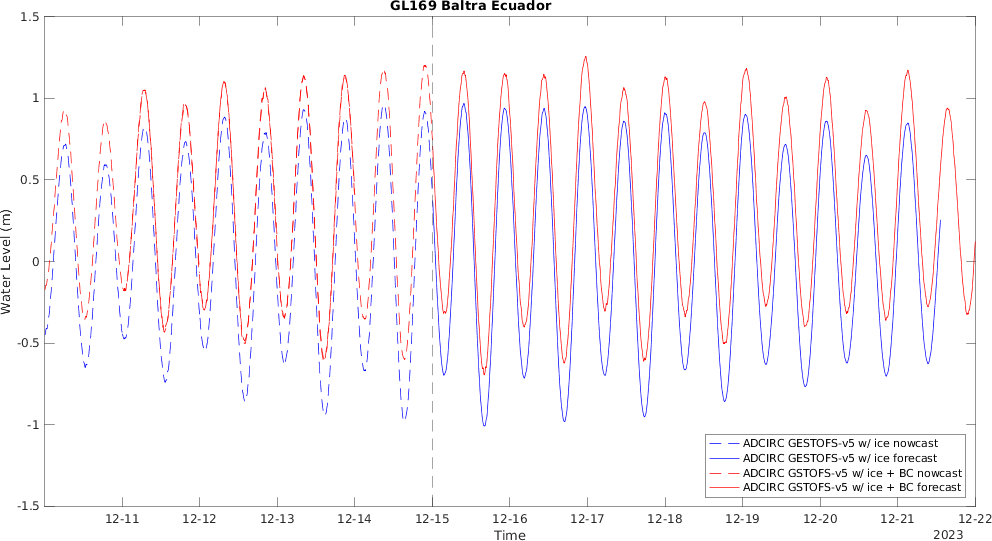 GL169 Baltra Ecuador
1.5
1
0.5
0
-0.5
-1
-1.5
Water Level (m)
12-11 12-12 12-13 12-14 12-15 12-16 12-17 12-18 12-19 12-20 12-21 12-22
Time
2023
ADCIRC GESTOFS-v5 w/ ice nowcast
ADCIRC GESTOFS-v5 w/ ice forecast
ADCIRC GSTOFS-v5 w/ ice + BC nowcast
ADCIRC GSTOFS-v5 w/ ice + BC forecast